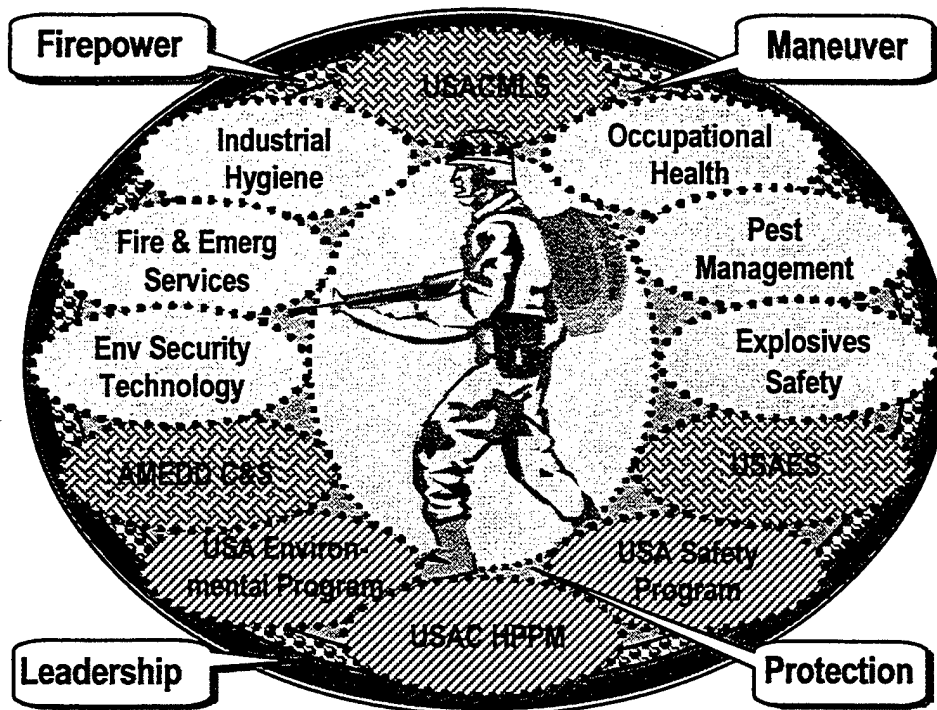 Firepower
Maneuver
USACMLS
Industrial
Hygiene
Occupational
Health
Fire & Emerg
Services
Pest
Management
Env Security
Technology
Explosives
Safety
AMEDD C&S
USAES
USA Environ-
mental Program
USA Safety
Program
USAC HPPM
Leadership
Protection